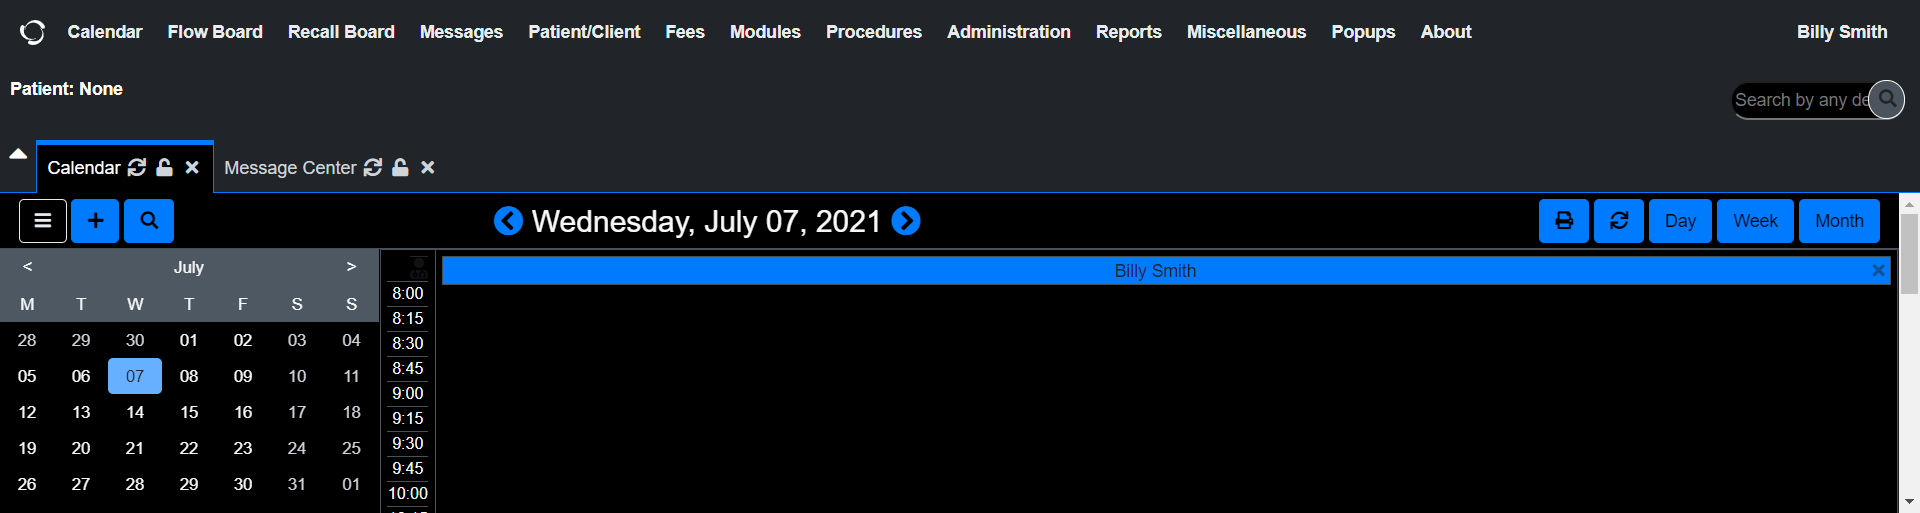 Calendar Flow Board Recall Board Messages Patient/Client Fees Modules Procedures Administration Reports Miscellaneous Popups About Billy Smith
Patient: None
Search by any de
Calendar Message Center
Wednesday, July 07, 2021 Day Week Month
< July >
Billy Smith
M T W T F S S
28 29 30 01 02 03 04
05 06 07 08 09 10 11
12 13 14 15 16 17 18
19 20 21 22 23 24 25
26 27 28 29 30 31 01
8:00
8:15
8:30
8:45
9:00
9:15
9:30
9:45
10:00